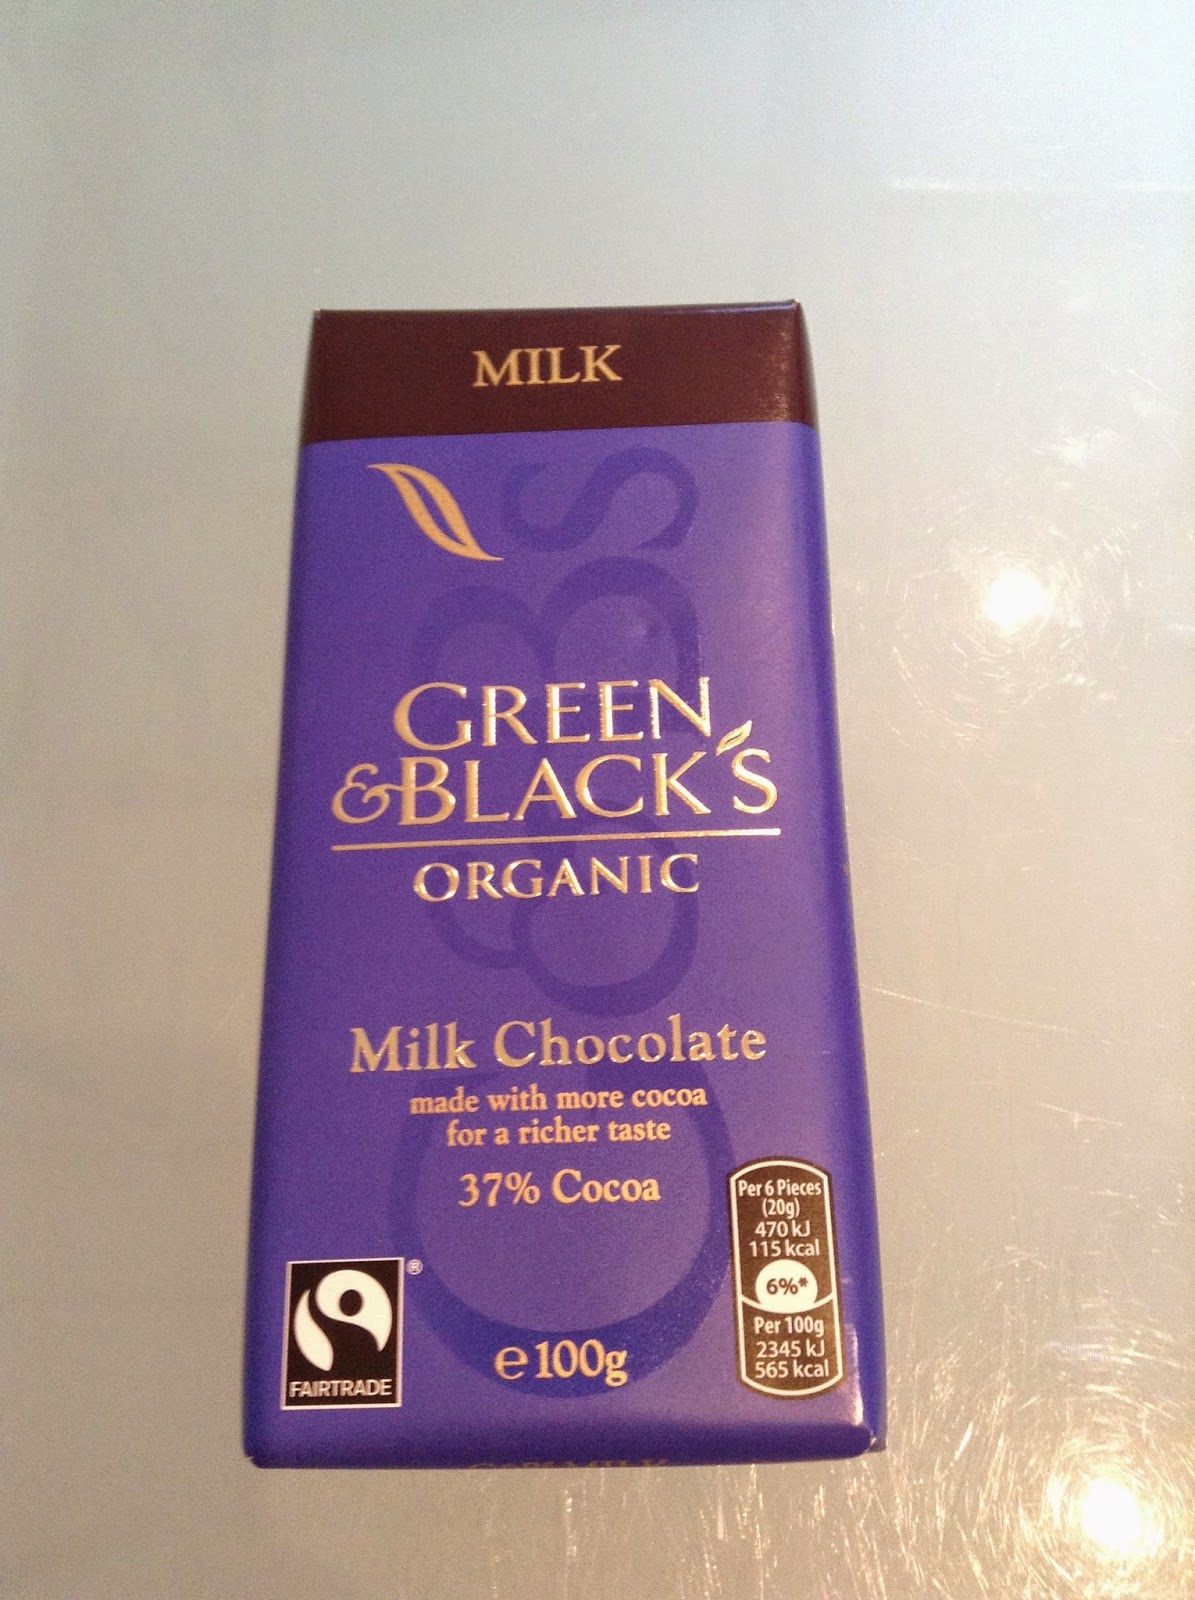 MILK
GREEN
&BLACK'S
ORGANIC
Milk Chocolate
made with more cocoa
for a richer taste
37% Cocoa
Per 6 Pieces
(20g)
470 kJ
115 kcal
6%*
Per 100g
2345 kJ
565 kcal
®
FAIRTRADE
℮100g